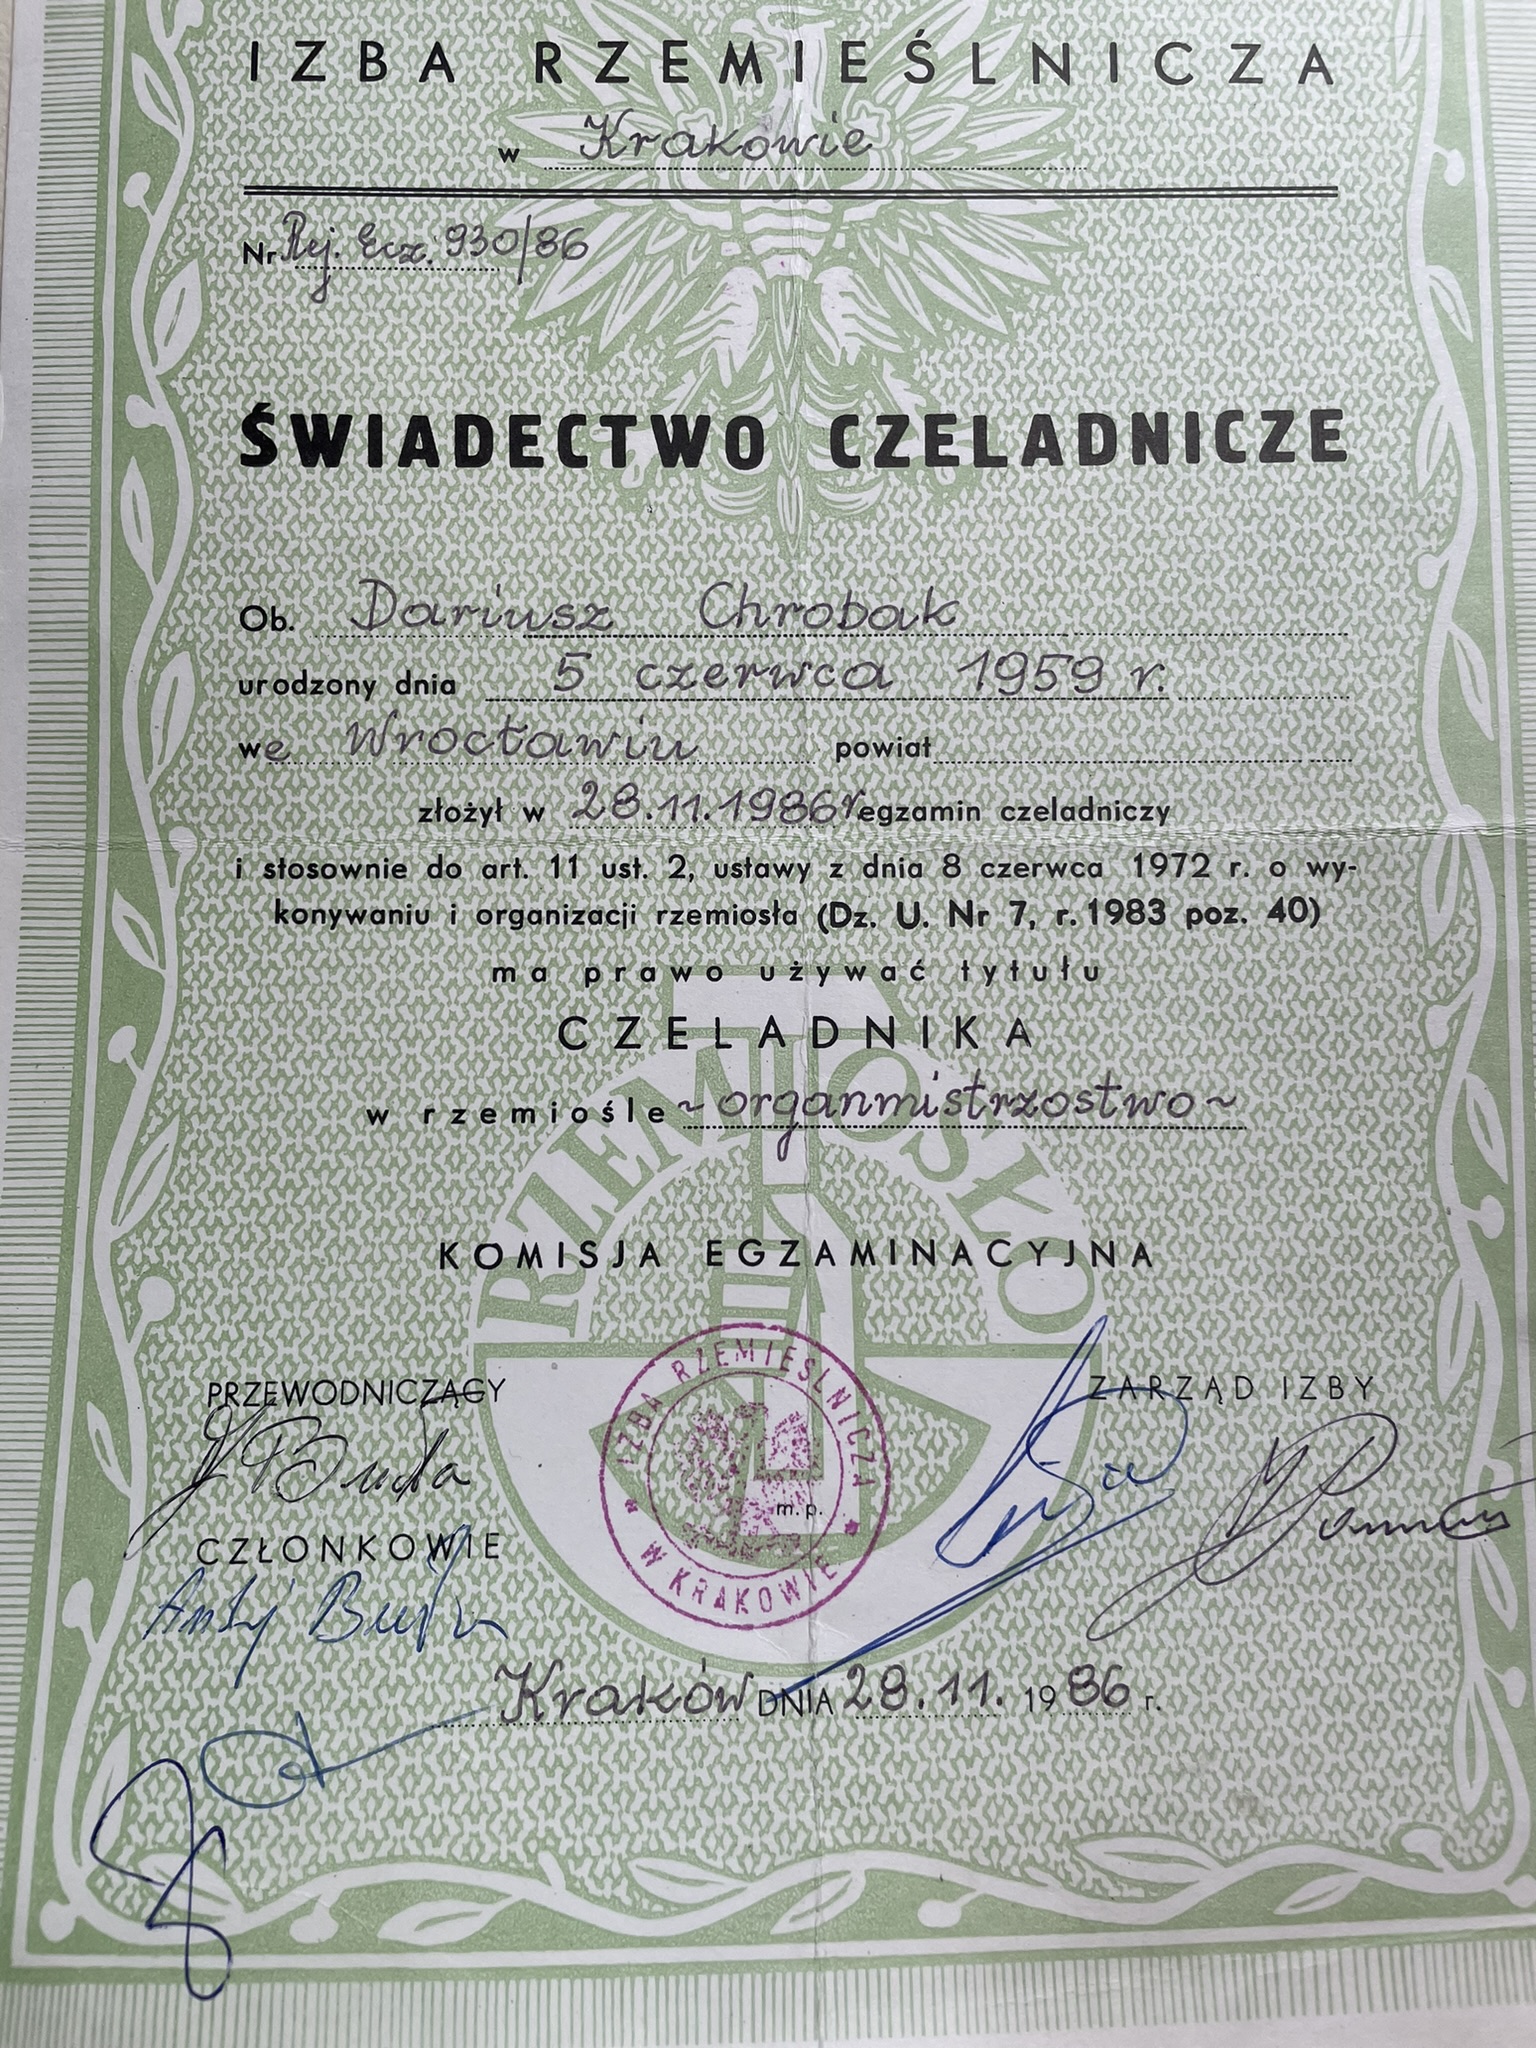 IZBA RZEMIEŚLNICZA
w Krakowie
Nr Rej. Ecz. 930/86
ŚWIADECTWO CZELADNICZE
Ob. Dariusz Chrobak
urodzony dnia 5 czerwca 1959 r.
we Wrocławiu powiat
złożył w 28.11.1986 r egzamin czeladniczy
i stosownie do art. 11 ust. 2, ustawy z dnia 8 czerwca 1972 r. o wy-
konywaniu i organizacji rzemiosła (Dz. U. Nr 7, r. 1983 poz. 40)
ma prawo używać tytułu
CZELADNIKA
w rzemiośle ~ organmistrzostwo ~
RZEMIOSŁO
KOMISJA EGZAMINACYJNA
PRZEWODNICZĄCY
ZARZĄD IZBY
IZBA RZEMIEŚLNICZA
W KRAKOWIE
m.p.
CZŁONKOWIE
Kraków DNIA 28.11. 1986 r.